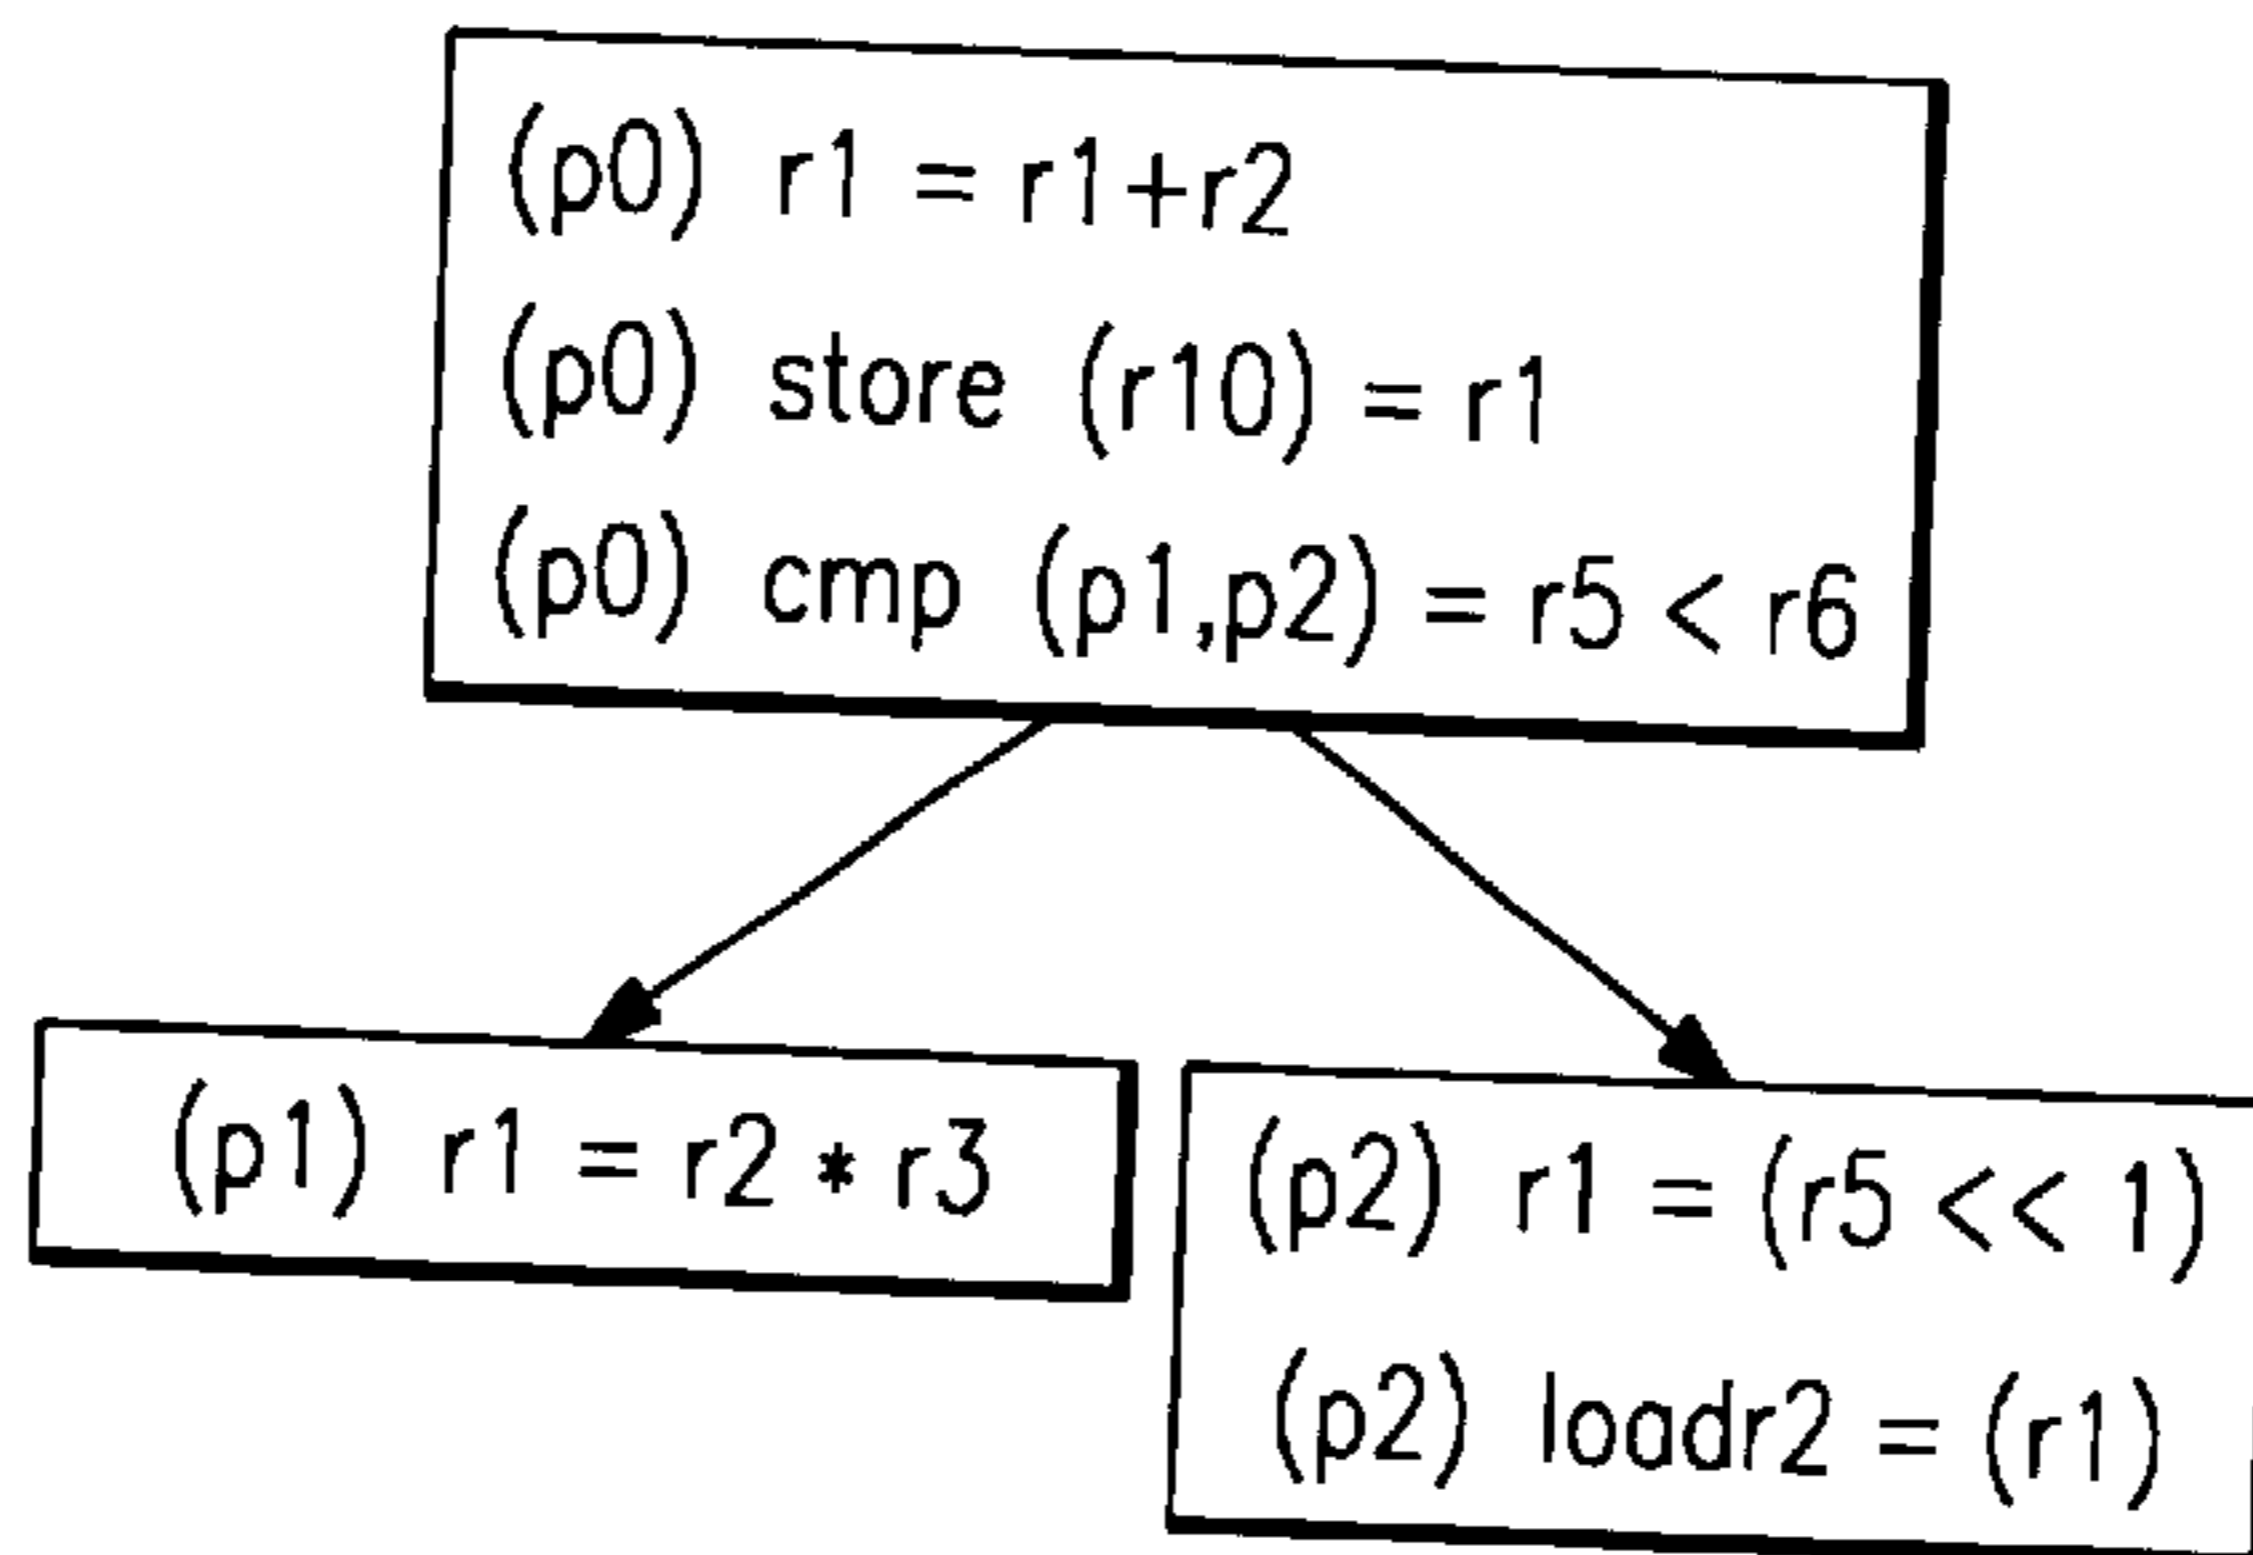 (p0) r1 = r1+r2
(p0) store (r10) = r1
(p0) cmp (p1,p2) = r5 < r6
(p1) r1 = r2 * r3
(p2) r1 = (r5 << 1)
(p2) loadr2 = (r1)